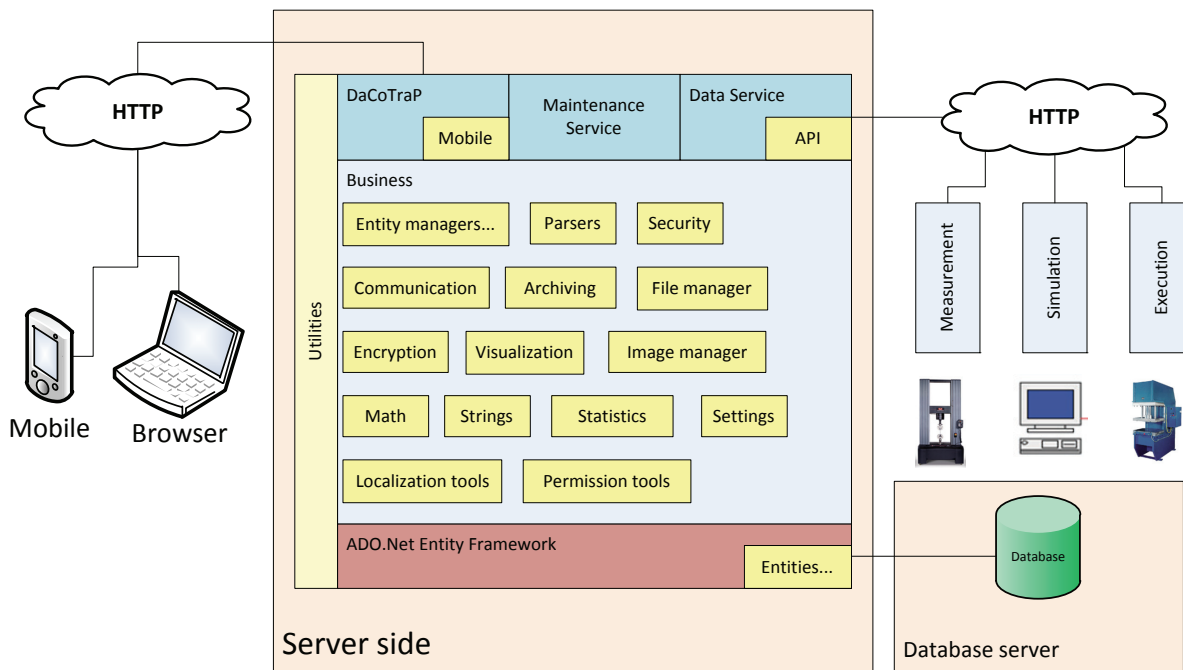 HTTP
Mobile
Browser
Server side
Utilities
DaCoTraP
Mobile
Maintenance
Service
Data Service
API
Business
Entity managers...
Parsers
Security
Communication
Archiving
File manager
Encryption
Visualization
Image manager
Math
Strings
Statistics
Settings
Localization tools
Permission tools
ADO.Net Entity Framework
Entities...
HTTP
Measurement
Simulation
Execution
Database
Database server